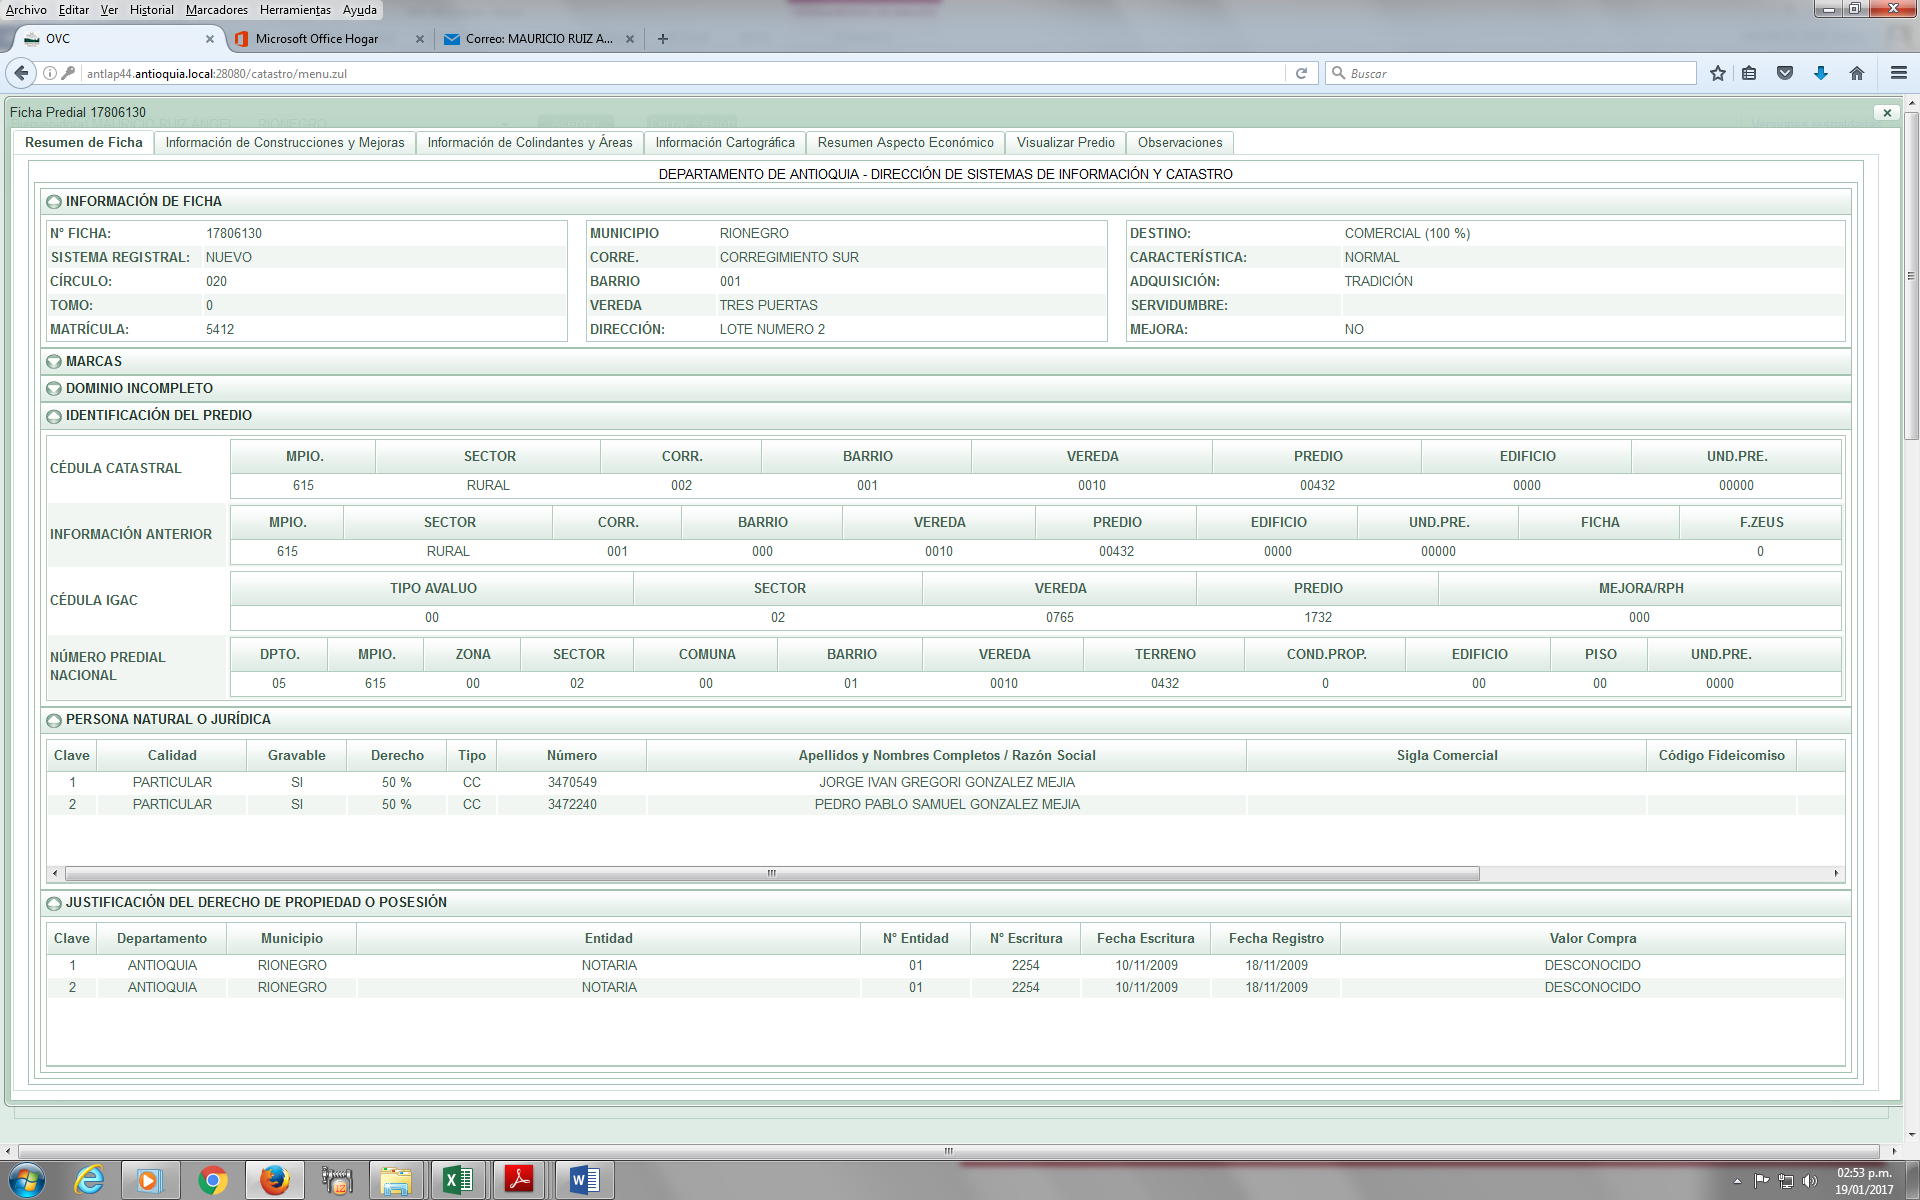 Archivo Editar Ver Historial Marcadores Herramientas Ayuda
OVC Microsoft Office Hogar Correo: MAURICIO RUIZ A...
antlap44.antioquia.local:28080/catastro/menu.zul Buscar
Ficha Predial 17806130
Resumen de Ficha Información de Construcciones y Mejoras Información de Colindantes y Áreas Información Cartográfica Resumen Aspecto Económico Visualizar Predio Observaciones
DEPARTAMENTO DE ANTIOQUIA - DIRECCIÓN DE SISTEMAS DE INFORMACIÓN Y CATASTRO
INFORMACIÓN DE FICHA
N° FICHA: 17806130 MUNICIPIO RIONEGRO DESTINO: COMERCIAL (100 %)
SISTEMA REGISTRAL: NUEVO CORRE. CORREGIMIENTO SUR CARACTERÍSTICA: NORMAL
CÍRCULO: 020 BARRIO 001 ADQUISICIÓN: TRADICIÓN
TOMO: 0 VEREDA TRES PUERTAS SERVIDUMBRE:
MATRÍCULA: 5412 DIRECCIÓN: LOTE NUMERO 2 MEJORA: NO
MARCAS
DOMINIO INCOMPLETO
IDENTIFICACIÓN DEL PREDIO
CÉDULA CATASTRAL
MPIO. SECTOR CORR. BARRIO VEREDA PREDIO EDIFICIO UND.PRE.
615 RURAL 002 001 0010 00432 0000 00000
INFORMACIÓN ANTERIOR
MPIO. SECTOR CORR. BARRIO VEREDA PREDIO EDIFICIO UND.PRE. FICHA F.ZEUS
615 RURAL 001 000 0010 00432 0000 00000 0
CÉDULA IGAC
TIPO AVALUO SECTOR VEREDA PREDIO MEJORA/RPH
00 02 0765 1732 000
NÚMERO PREDIAL
NACIONAL
DPTO. MPIO. ZONA SECTOR COMUNA BARRIO VEREDA TERRENO COND.PROP. EDIFICIO PISO UND.PRE.
05 615 00 02 00 01 0010 0432 0 00 00 0000
PERSONA NATURAL O JURÍDICA
Clave Calidad Gravable Derecho Tipo Número Apellidos y Nombres Completos / Razón Social Sigla Comercial Código Fideicomiso
1 PARTICULAR SI 50 % CC 3470549 JORGE IVAN GREGORI GONZALEZ MEJIA
2 PARTICULAR SI 50 % CC 3472240 PEDRO PABLO SAMUEL GONZALEZ MEJIA
JUSTIFICACIÓN DEL DERECHO DE PROPIEDAD O POSESIÓN
Clave Departamento Municipio Entidad N° Entidad N° Escritura Fecha Escritura Fecha Registro Valor Compra
1 ANTIOQUIA RIONEGRO NOTARIA 01 2254 10/11/2009 18/11/2009 DESCONOCIDO
2 ANTIOQUIA RIONEGRO NOTARIA 01 2254 10/11/2009 18/11/2009 DESCONOCIDO
02:53 p.m.
19/01/2017